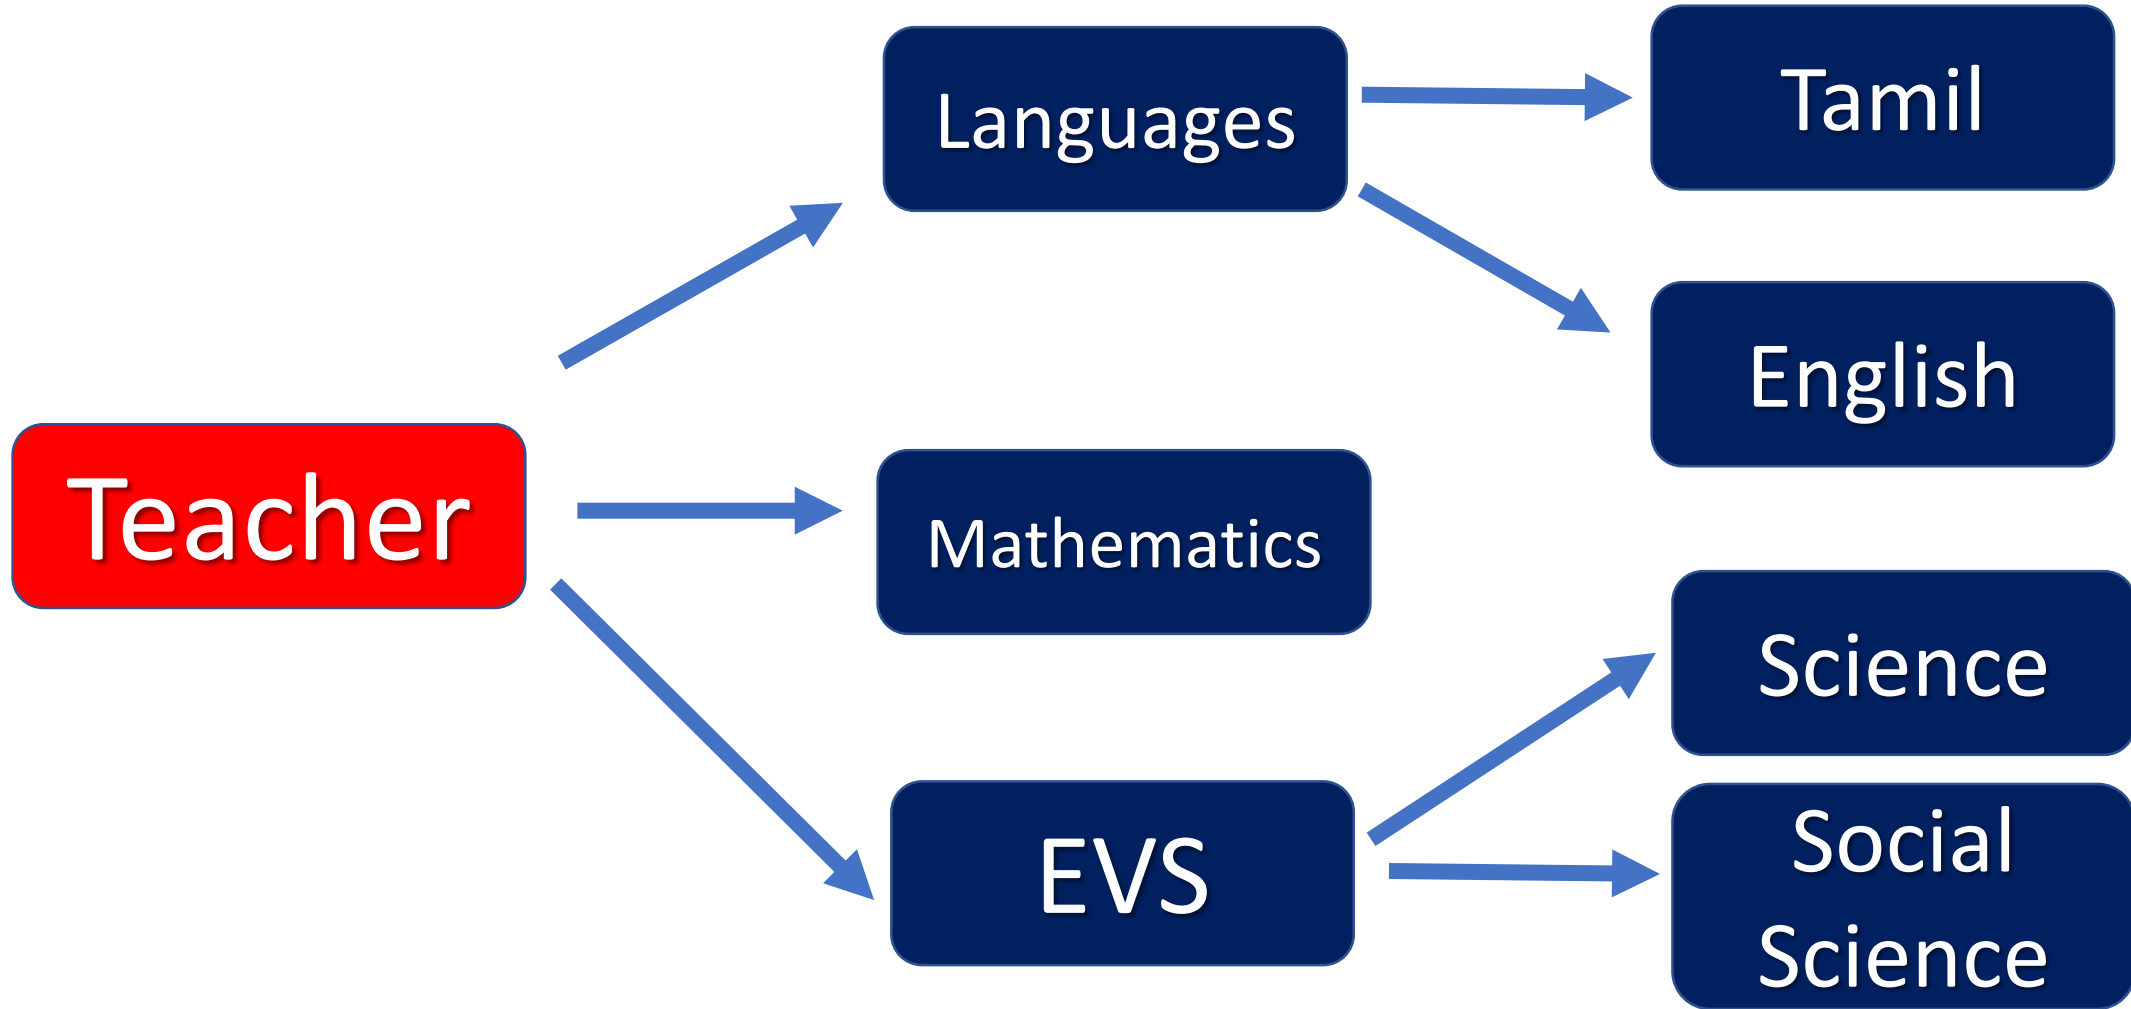 Teacher
Languages
Tamil
English
Mathematics
EVS
Science
Social
Science